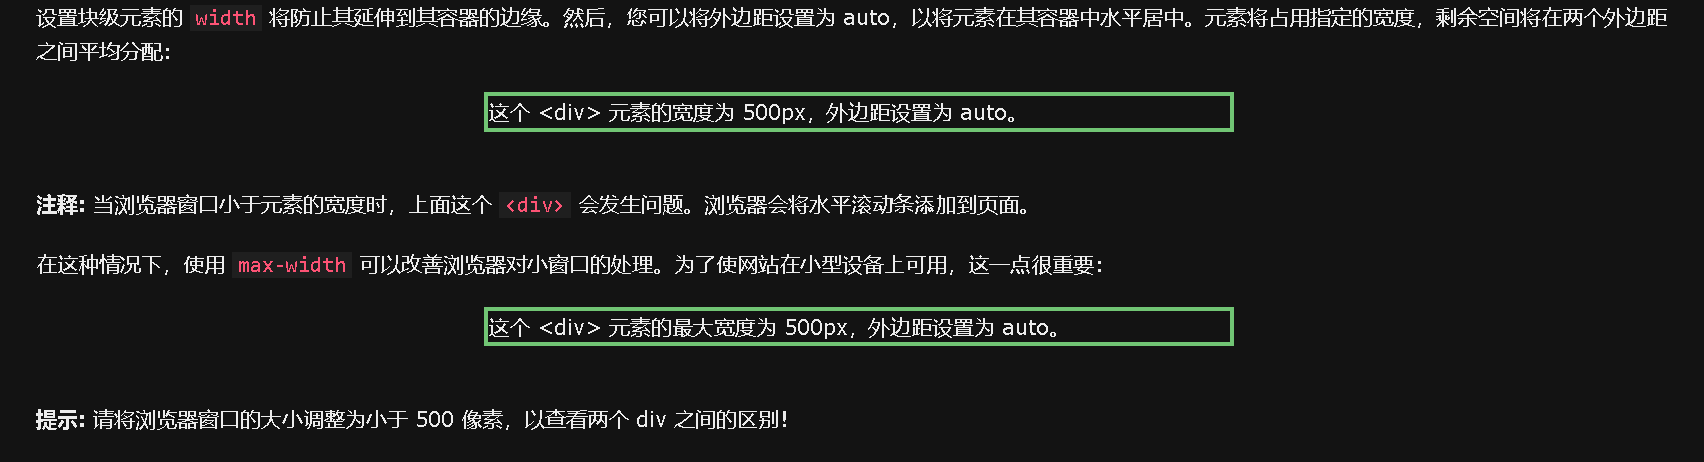 设置块级元素的 width 将防止其延伸到其容器的边缘。然后，您可以将外边距设置为 auto，以将元素在其容器中水平居中。元素将占用指定的宽度，剩余空间将在两个外边距
之间平均分配：
这个 <div> 元素的宽度为 500px，外边距设置为 auto。
注释: 当浏览器窗口小于元素的宽度时，上面这个 <div> 会发生问题。浏览器会将水平滚动条添加到页面。
在这种情况下，使用 max-width 可以改善浏览器对小窗口的处理。为了使网站在小型设备上可用，这一点很重要：
这个 <div> 元素的最大宽度为 500px，外边距设置为 auto。
提示: 请将浏览器窗口的大小调整为小于 500 像素，以查看两个 div 之间的区别！